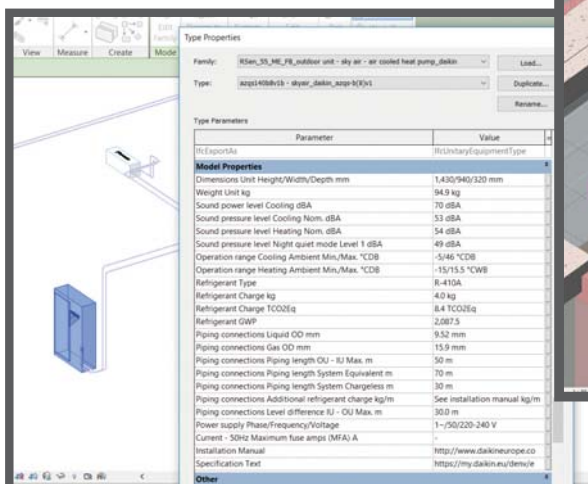 Type Properties
View Measure Create Mode
Family: RSen_55_ME_FB_outdoor unit - sky air - air cooled heat pump_daikin Load...
Type: azqs140b8v1b - skyair_daikin_azqs-b(8)v1 Duplicate...
Rename...
Type Parameters
Parameter Value
IfcExportAs IfcUnitaryEquipmentType
Model Properties
Dimensions Unit Height/Width/Depth mm 1,430/940/320 mm
Weight Unit kg 94.9 kg
Sound power level Cooling dBA 70 dBA
Sound pressure level Cooling Nom. dBA 53 dBA
Sound pressure level Heating Nom. dBA 54 dBA
Sound pressure level Night quiet mode Level 1 dBA 49 dBA
Operation range Cooling Ambient Min./Max. °CDB -5/46 °CDB
Operation range Heating Ambient Min./Max. °CDB -15/15.5 °CWB
Refrigerant Type R-410A
Refrigerant Charge kg 4.0 kg
Refrigerant Charge TCO2Eq 8.4 TCO2Eq
Refrigerant GWP 2,087.5
Piping connections Liquid OD mm 9.52 mm
Piping connections Gas OD mm 15.9 mm
Piping connections Piping length OU - IU Max. m 50 m
Piping connections Piping length System Equivalent m 70 m
Piping connections Piping length System Chargeless m 30 m
Piping connections Additional refrigerant charge kg/m See installation manual kg/m
Piping connections Level difference IU - OU Max. m 30.0 m
Power supply Phase/Frequency/Voltage 1~/50/220-240 V
Current - 50Hz Maximum fuse amps (MFA) A -
Installation Manual http://www.daikineurope.co
Specification Text https://my.daikin.eu/denv/e
Other